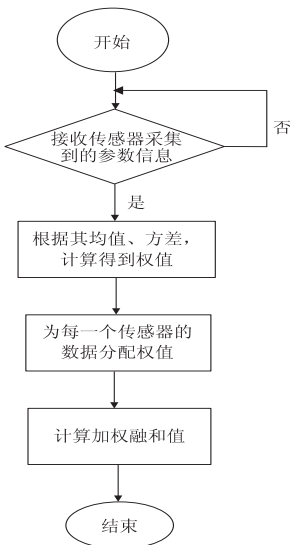 开始
接收传感器采集
到的参数信息
否
是
根据其均值、方差，
计算得到权值
为每一个传感器的
数据分配权值
计算加权融和值
结束